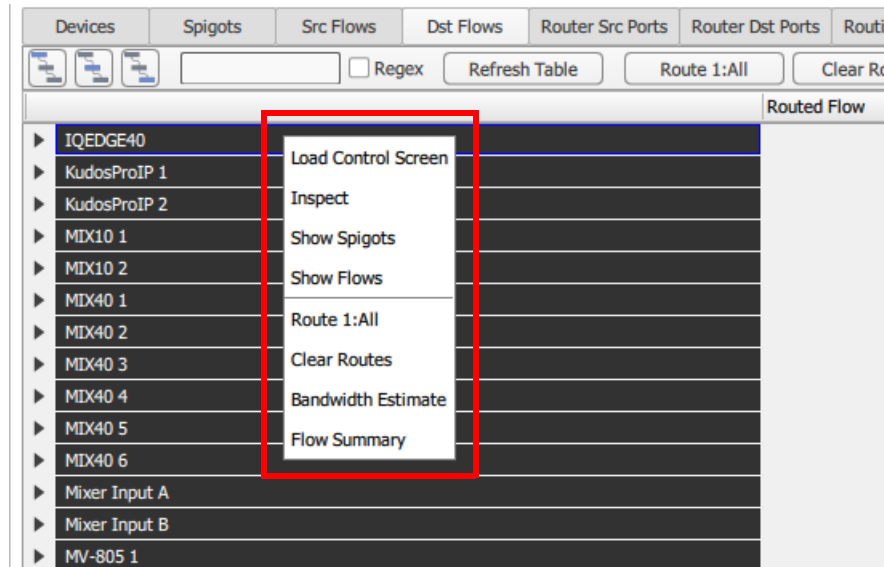 Devices Spigots Src Flows Dst Flows Router Src Ports Router Dst Ports Routi
Regex Refresh Table Route 1:All Clear Ro
Routed Flow
IQEDGE40
KudosProIP 1
KudosProIP 2
MIX10 1
MIX10 2
MIX40 1
MIX40 2
MIX40 3
MIX40 4
MIX40 5
MIX40 6
Mixer Input A
Mixer Input B
MV-805 1
Load Control Screen
Inspect
Show Spigots
Show Flows
Route 1:All
Clear Routes
Bandwidth Estimate
Flow Summary